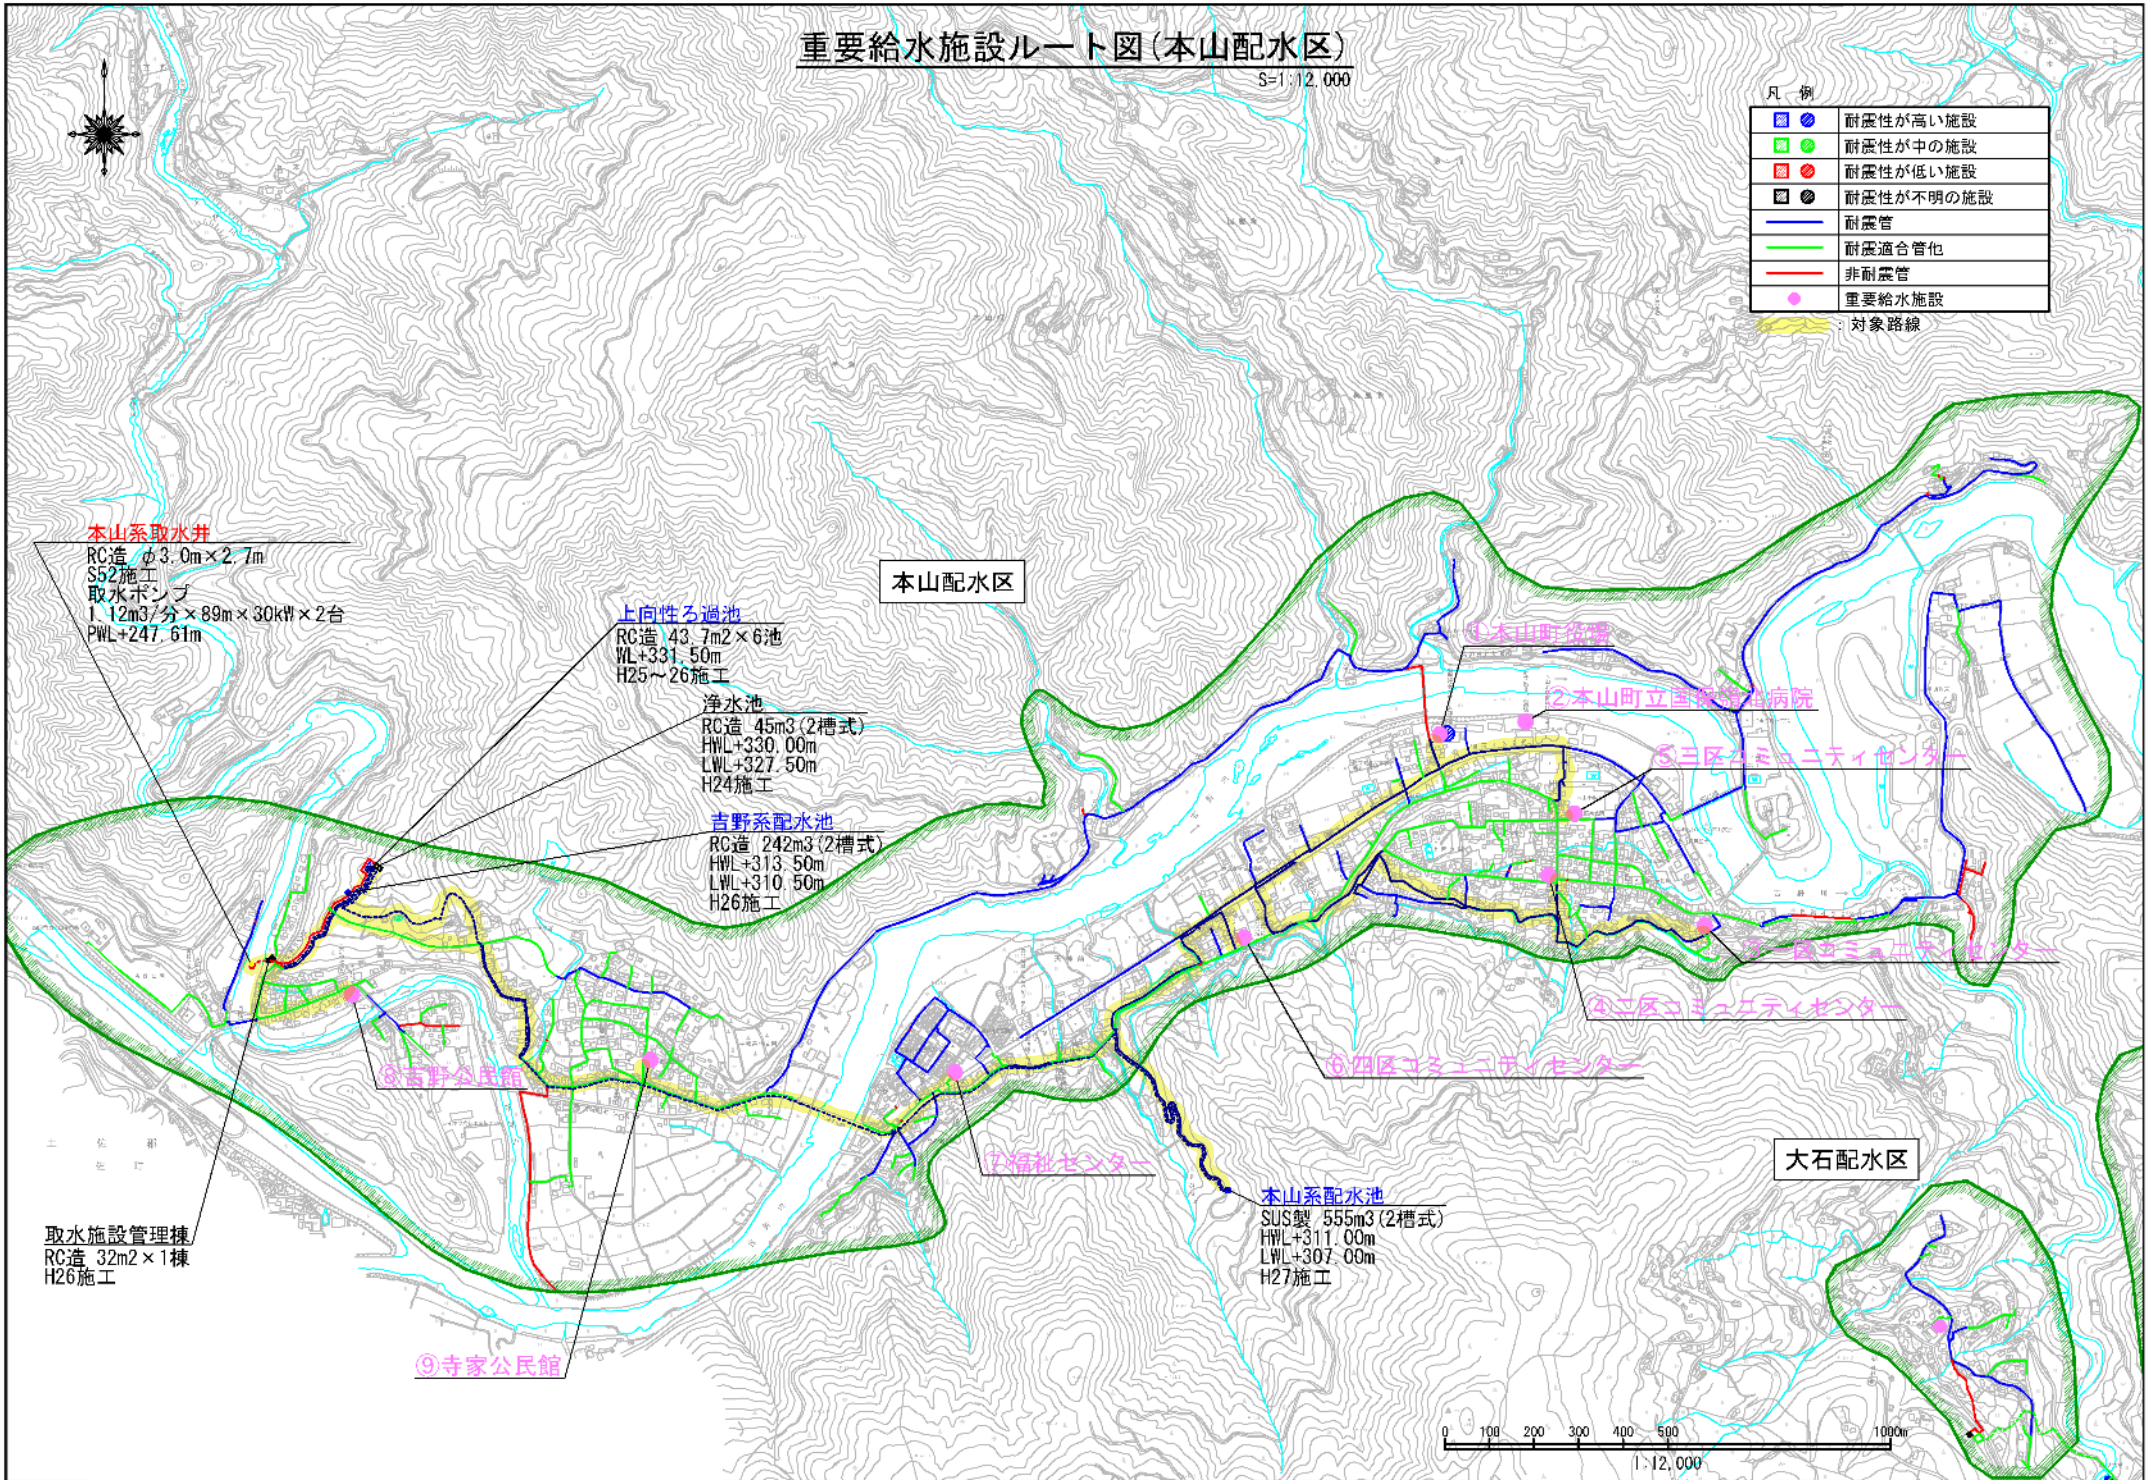 重要給水施設ルート図(本山配水区)
S=1:12,000
凡 例
耐震性が高い施設
耐震性が中の施設
耐震性が低い施設
耐震性が不明の施設
耐震管
耐震適合管他
非耐震管
重要給水施設
：対象路線
本山系取水井
RC造 φ3.0m×2.7m
S52施工
取水ポンプ
1.12m3/分×89m×30kW×2台
PWL+247.61m
本山配水区
上向性ろ過池
RC造 43.7m2×6池
WL+331.50m
H25～26施工
浄水池
RC造 45m3(2槽式)
HWL+330.00m
LWL+327.50m
H24施工
吉野系配水池
RC造 242m3(2槽式)
HWL+313.50m
LWL+310.50m
H26施工
①本山町役場
②本山町立国保嶺北病院
⑤三区コミュニティセンター
③一区コミュニティセンター
④二区コミュニティセンター
⑥四区コミュニティセンター
⑧吉野公民館
⑦福祉センター
大石配水区
本山系配水池
SUS製 555m3(2槽式)
HWL+311.00m
LWL+307.00m
H27施工
取水施設管理棟
RC造 32m2×1棟
H26施工
⑨寺家公民館
0 100 200 300 400 500 1000m
1:12,000